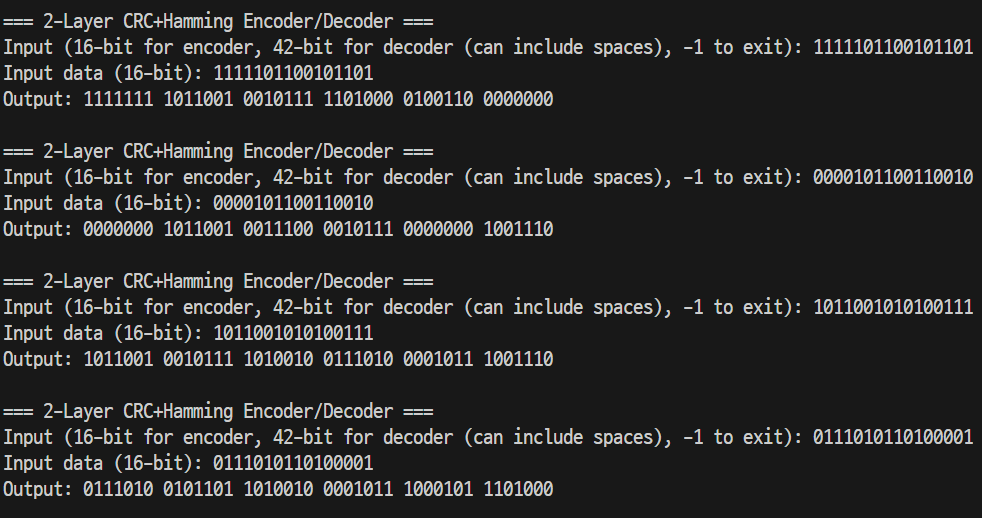 === 2-Layer CRC+Hamming Encoder/Decoder ===
Input (16-bit for encoder, 42-bit for decoder (can include spaces), -1 to exit): 1111101100101101
Input data (16-bit): 1111101100101101
Output: 1111111 1011001 0010111 1101000 0100110 0000000
=== 2-Layer CRC+Hamming Encoder/Decoder ===
Input (16-bit for encoder, 42-bit for decoder (can include spaces), -1 to exit): 0000101100110010
Input data (16-bit): 0000101100110010
Output: 0000000 1011001 0011100 0010111 0000000 1001110
=== 2-Layer CRC+Hamming Encoder/Decoder ===
Input (16-bit for encoder, 42-bit for decoder (can include spaces), -1 to exit): 1011001010100111
Input data (16-bit): 1011001010100111
Output: 1011001 0010111 1010010 0111010 0001011 1001110
=== 2-Layer CRC+Hamming Encoder/Decoder ===
Input (16-bit for encoder, 42-bit for decoder (can include spaces), -1 to exit): 0111010110100001
Input data (16-bit): 0111010110100001
Output: 0111010 0101101 1010010 0001011 1000101 1101000